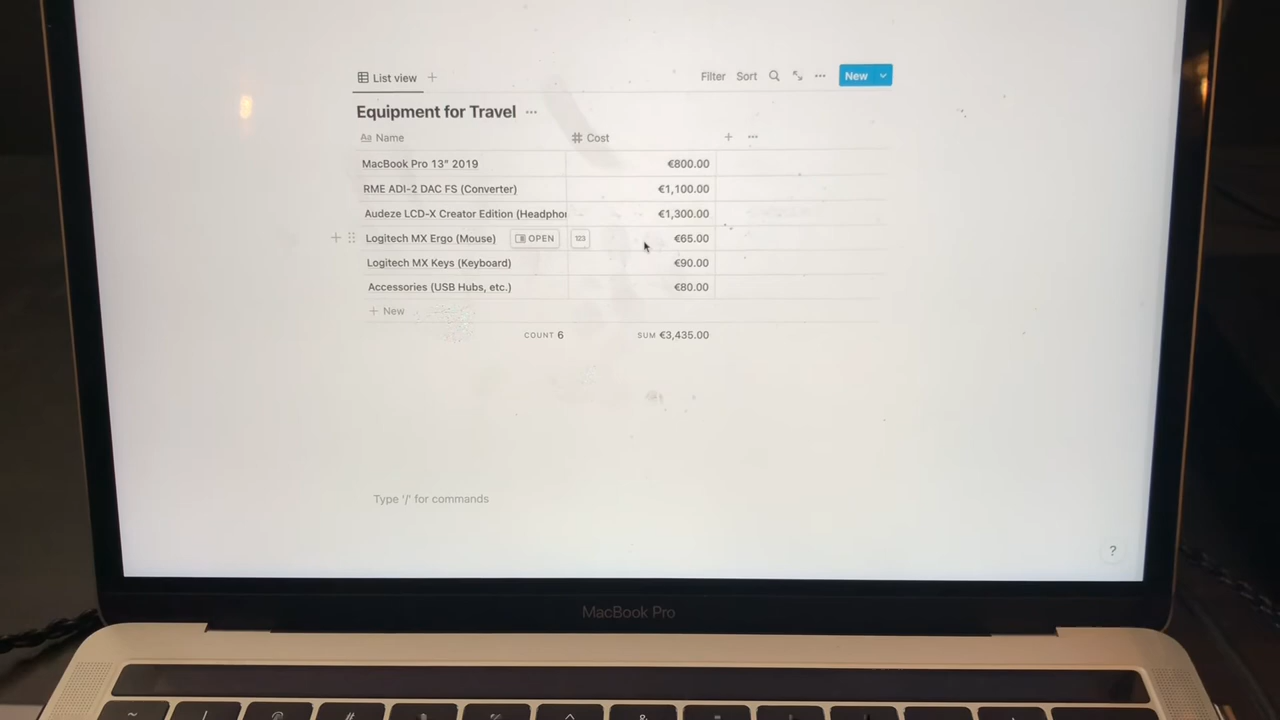 List view +
Filter Sort New
Equipment for Travel ...
Aa Name # Cost + ...
MacBook Pro 13" 2019 €800.00
RME ADI-2 DAC FS (Converter) €1,100.00
Audeze LCD-X Creator Edition (Headpho €1,300.00
Logitech MX Ergo (Mouse) OPEN 123 €65.00
Logitech MX Keys (Keyboard) €90.00
Accessories (USB Hubs, etc.) €80.00
+ New
COUNT 6 SUM €3,435.00
Type '/' for commands
?
MacBook Pro